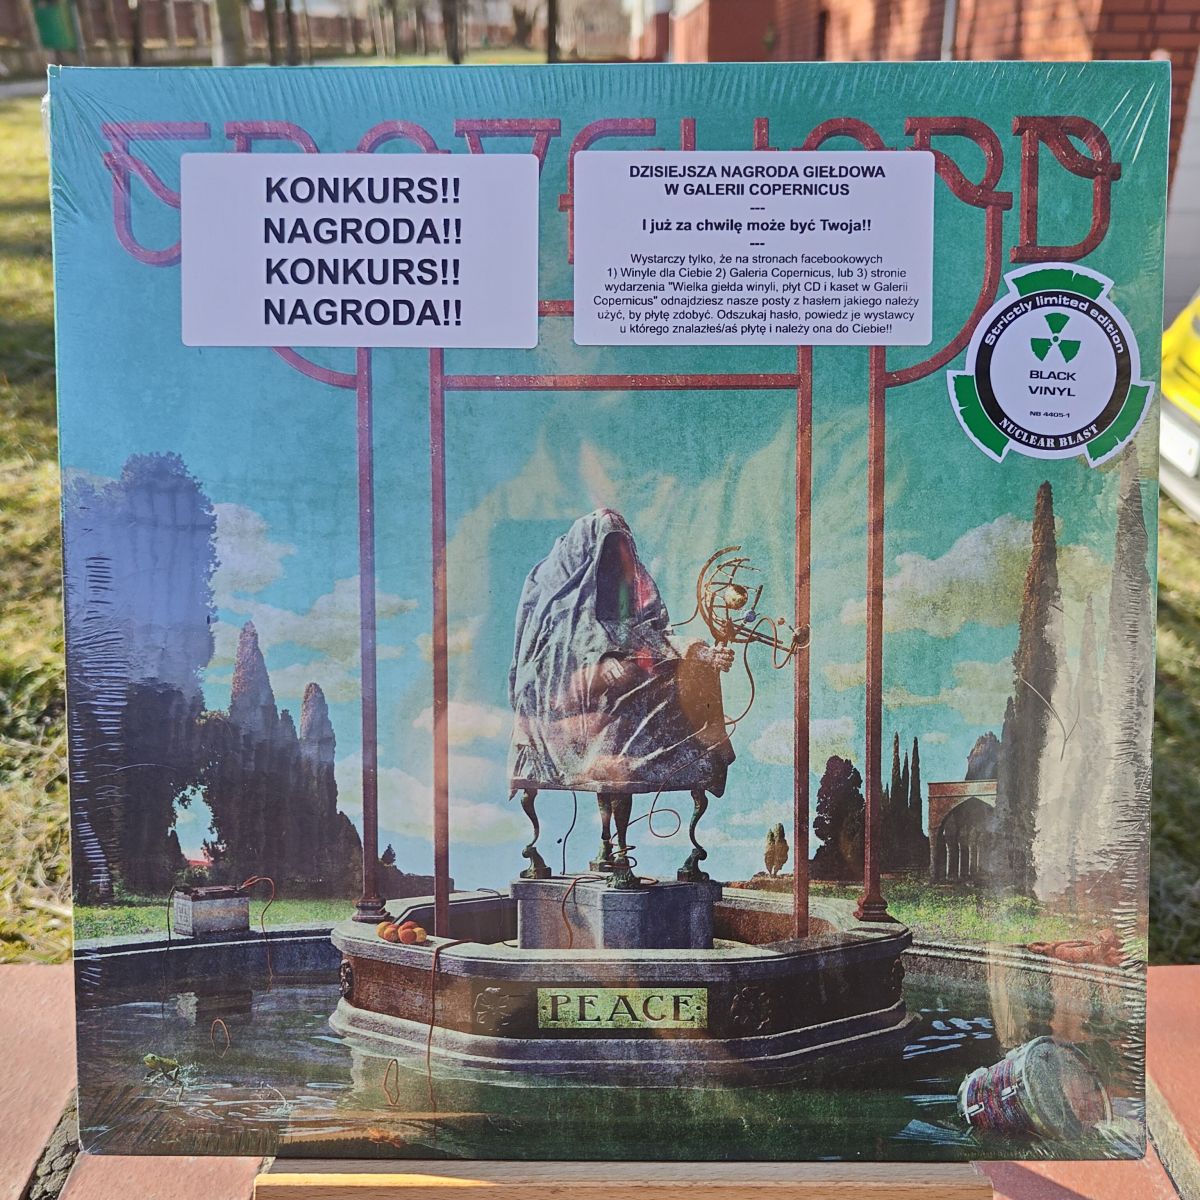 KONKURS!!
NAGRODA!!
KONKURS!!
NAGRODA!!
DZISIEJSZA NAGRODA GIEŁDOWA
W GALERII COPERNICUS
---
I już za chwilę może być Twoja!!
---
Wystarczy tylko, że na stronach facebookowych
1) Winyle dla Ciebie 2) Galeria Copernicus, lub 3) stronie
wydarzenia "Wielka giełda winyli, płyt CD i kaset w Galerii
Copernicus" odnajdziesz nasze posty z hasłem jakiego należy
użyć, by płytę zdobyć. Odszukaj hasło, powiedz je wystawcy
u którego znalazłeś/aś płytę i należy ona do Ciebie!!
Strictly limited edition
BLACK
VINYL
NB 4405-1
NUCLEAR BLAST
·PEACE·